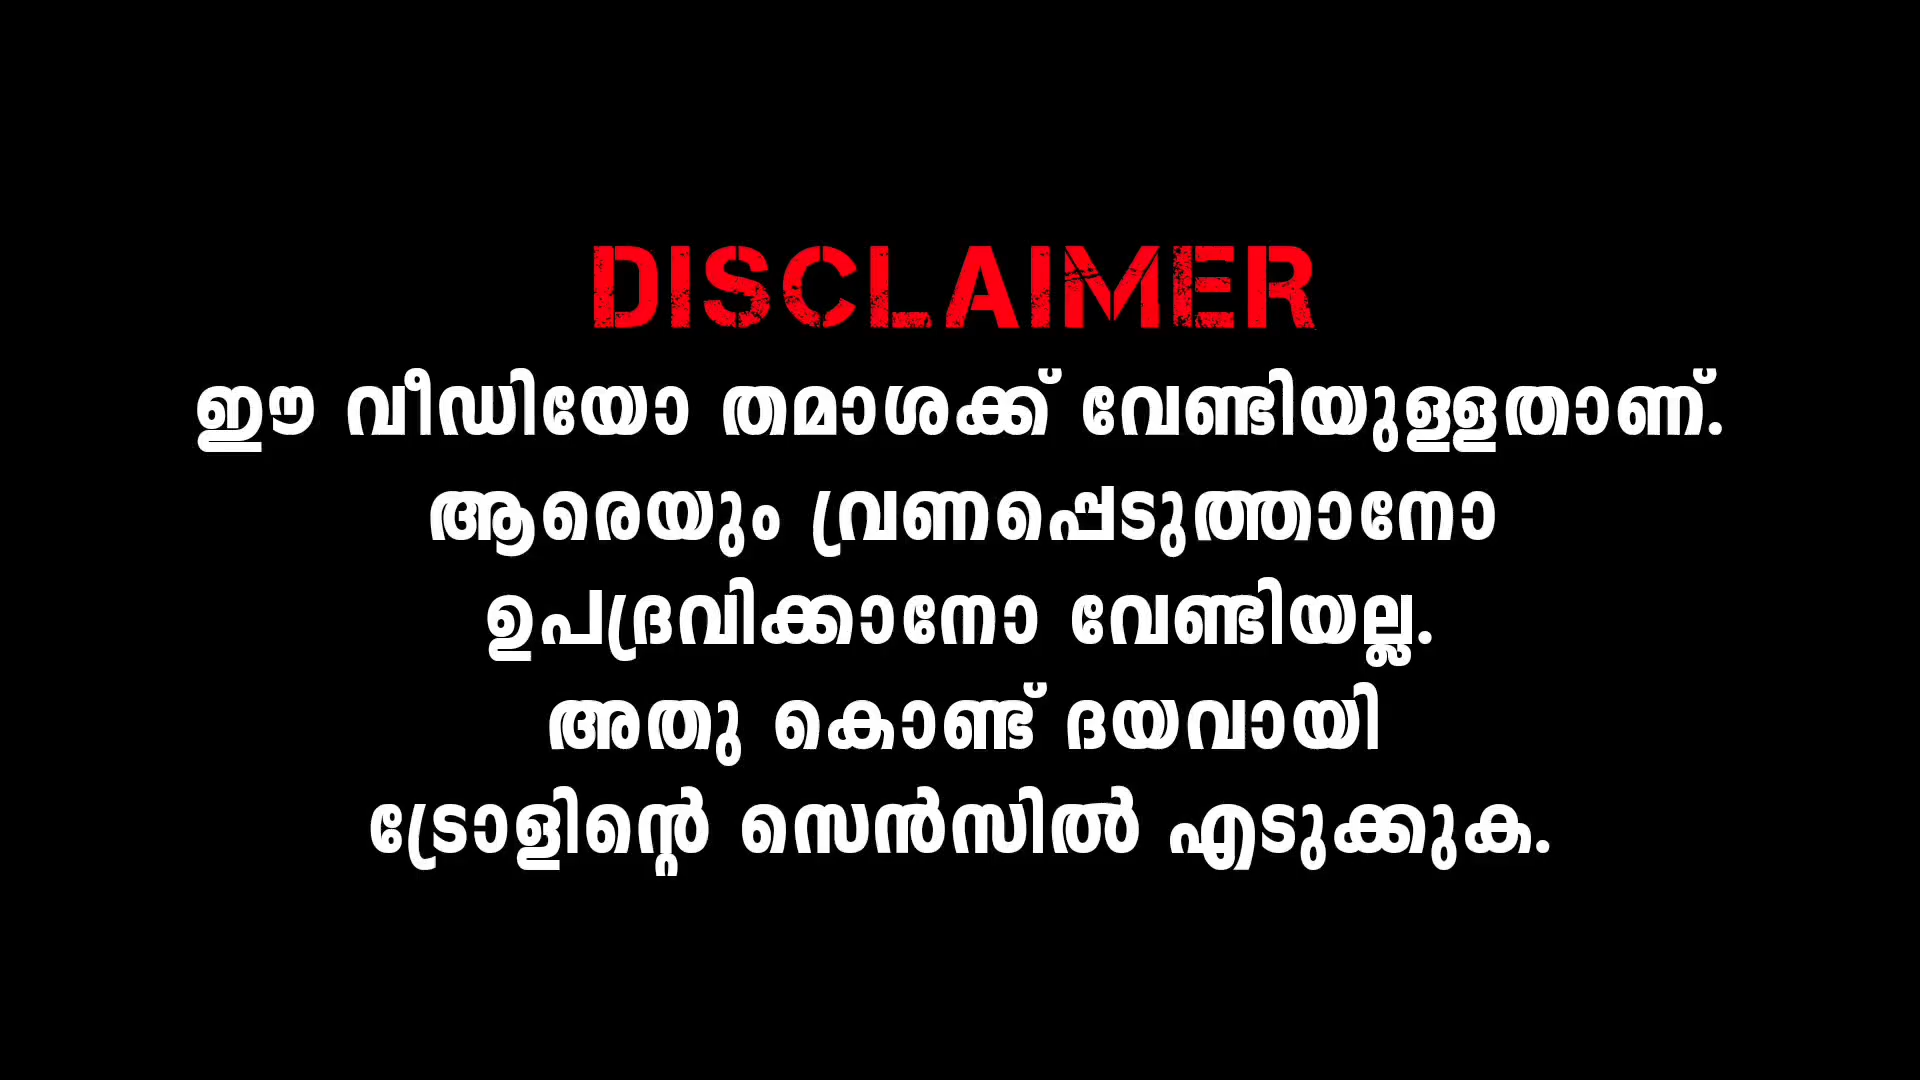 DISCLAIMER
ഈ വീഡിയോ തമാശക്ക് വേണ്ടിയുള്ളതാണ്.
ആരെയും വ്രണപ്പെടുത്താനോ
ഉപദ്രവിക്കാനോ വേണ്ടിയല്ല.
അതു കൊണ്ട് ദയവായി
ട്രോളിന്റെ സെൻസിൽ എടുക്കുക.